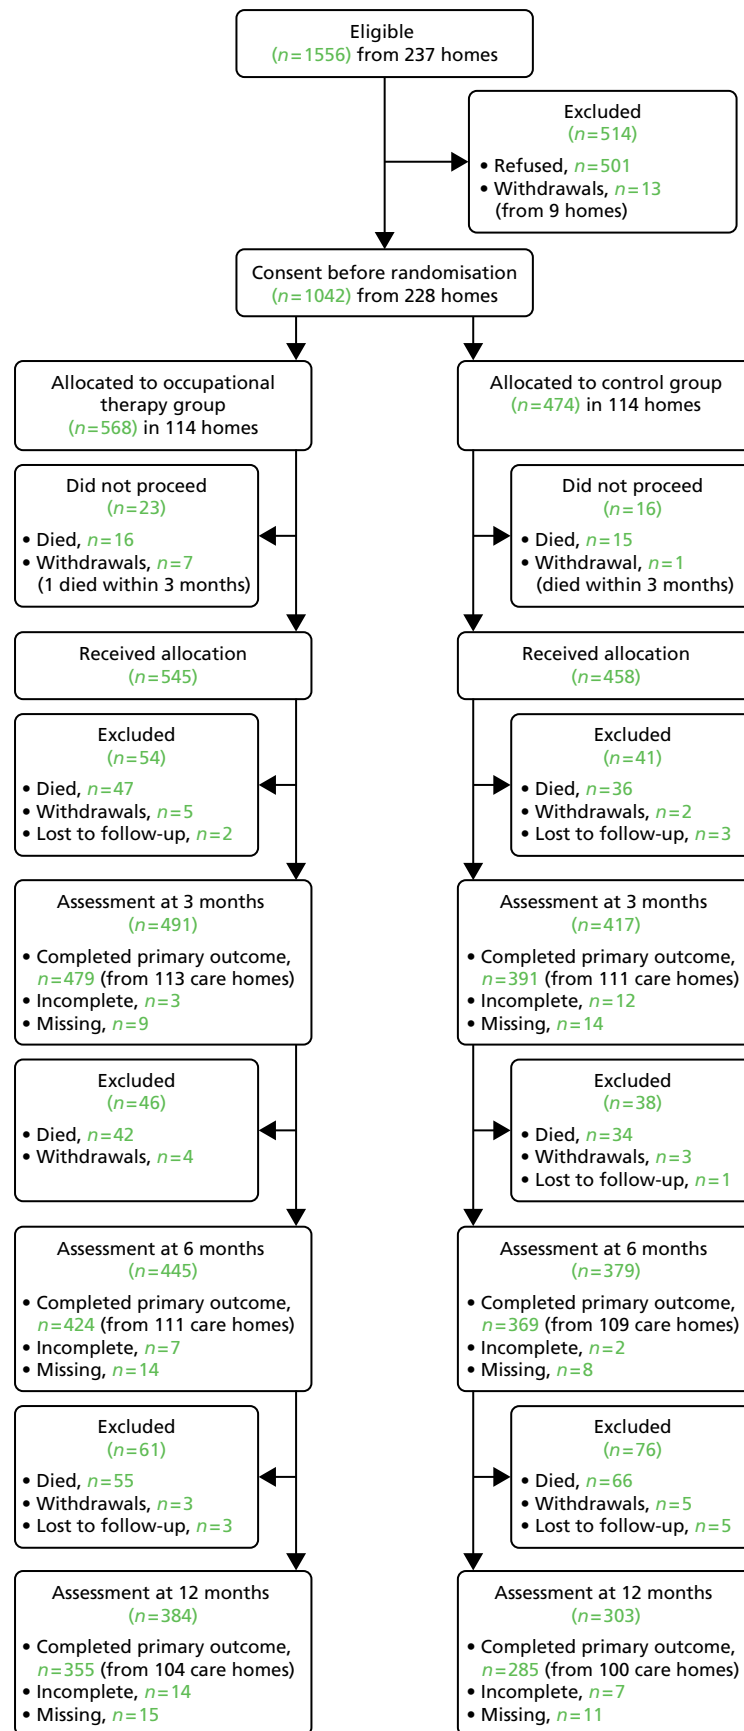 Eligible
(n=1556) from 237 homes
Excluded
(n=514)
• Refused, n=501
• Withdrawals, n=13
(from 9 homes)
Consent before randomisation
(n=1042) from 228 homes
Allocated to occupational
therapy group
(n=568) in 114 homes
Allocated to control group
(n=474) in 114 homes
Did not proceed
(n=23)
• Died, n=16
• Withdrawals, n=7
(1 died within 3 months)
Did not proceed
(n=16)
• Died, n=15
• Withdrawal, n=1
(died within 3 months)
Received allocation
(n=545)
Received allocation
(n=458)
Excluded
(n=54)
• Died, n=47
• Withdrawals, n=5
• Lost to follow-up, n=2
Excluded
(n=41)
• Died, n=36
• Withdrawals, n=2
• Lost to follow-up, n=3
Assessment at 3 months
(n=491)
• Completed primary outcome,
n=479 (from 113 care homes)
• Incomplete, n=3
• Missing, n=9
Assessment at 3 months
(n=417)
• Completed primary outcome,
n=391 (from 111 care homes)
• Incomplete, n=12
• Missing, n=14
Excluded
(n=46)
• Died, n=42
• Withdrawals, n=4
Excluded
(n=38)
• Died, n=34
• Withdrawals, n=3
• Lost to follow-up, n=1
Assessment at 6 months
(n=445)
• Completed primary outcome,
n=424 (from 111 care homes)
• Incomplete, n=7
• Missing, n=14
Assessment at 6 months
(n=379)
• Completed primary outcome,
n=369 (from 109 care homes)
• Incomplete, n=2
• Missing, n=8
Excluded
(n=61)
• Died, n=55
• Withdrawals, n=3
• Lost to follow-up, n=3
Excluded
(n=76)
• Died, n=66
• Withdrawals, n=5
• Lost to follow-up, n=5
Assessment at 12 months
(n=384)
• Completed primary outcome,
n=355 (from 104 care homes)
• Incomplete, n=14
• Missing, n=15
Assessment at 12 months
(n=303)
• Completed primary outcome,
n=285 (from 100 care homes)
• Incomplete, n=7
• Missing, n=11